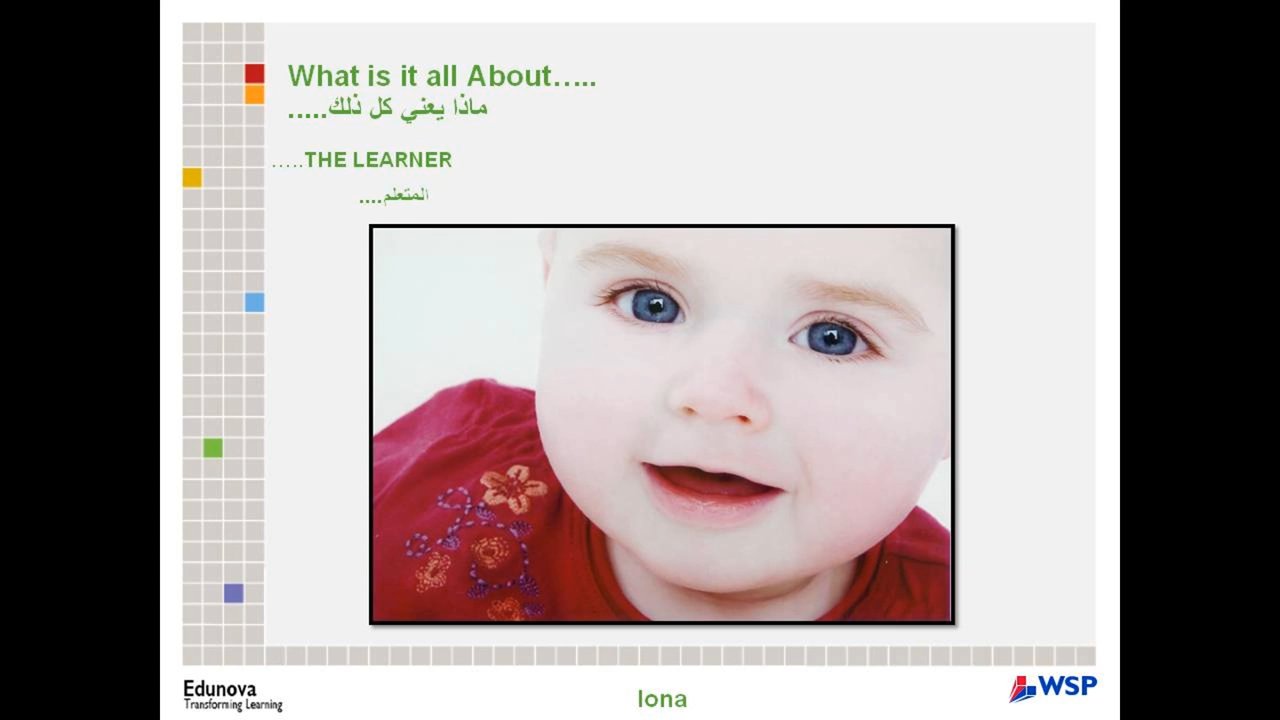 What is it all About…..
ماذا يعني كل ذلك.....
…..THE LEARNER
المتعلم....
Edunova
Transforming Learning
Iona
WSP